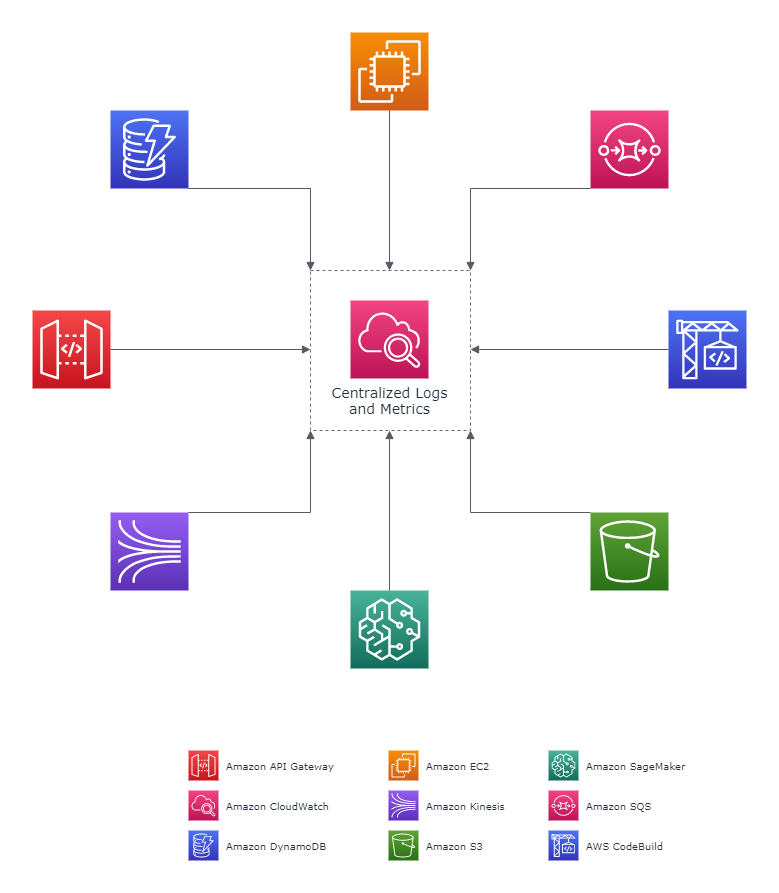 Centralized Logs
and Metrics
Amazon API Gateway
Amazon EC2
Amazon SageMaker
Amazon CloudWatch
Amazon Kinesis
Amazon SQS
Amazon DynamoDB
Amazon S3
AWS CodeBuild